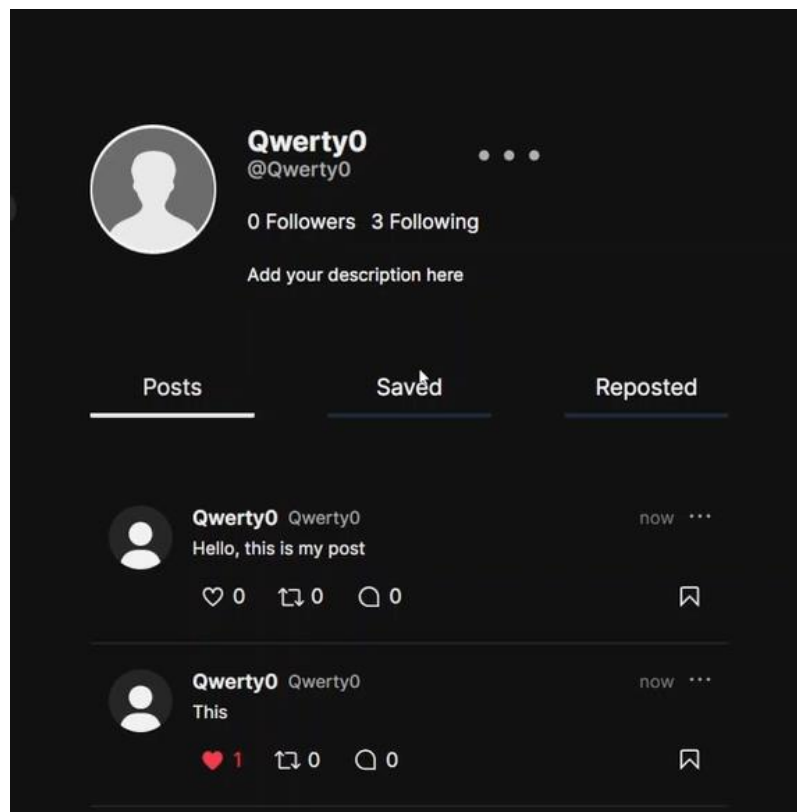 Qwerty0
@Qwerty0
0 Followers 3 Following
Add your description here
Posts Saved Reposted
Qwerty0 Qwerty0 now
Hello, this is my post
0 0 0
Qwerty0 Qwerty0 now
This
1 0 0